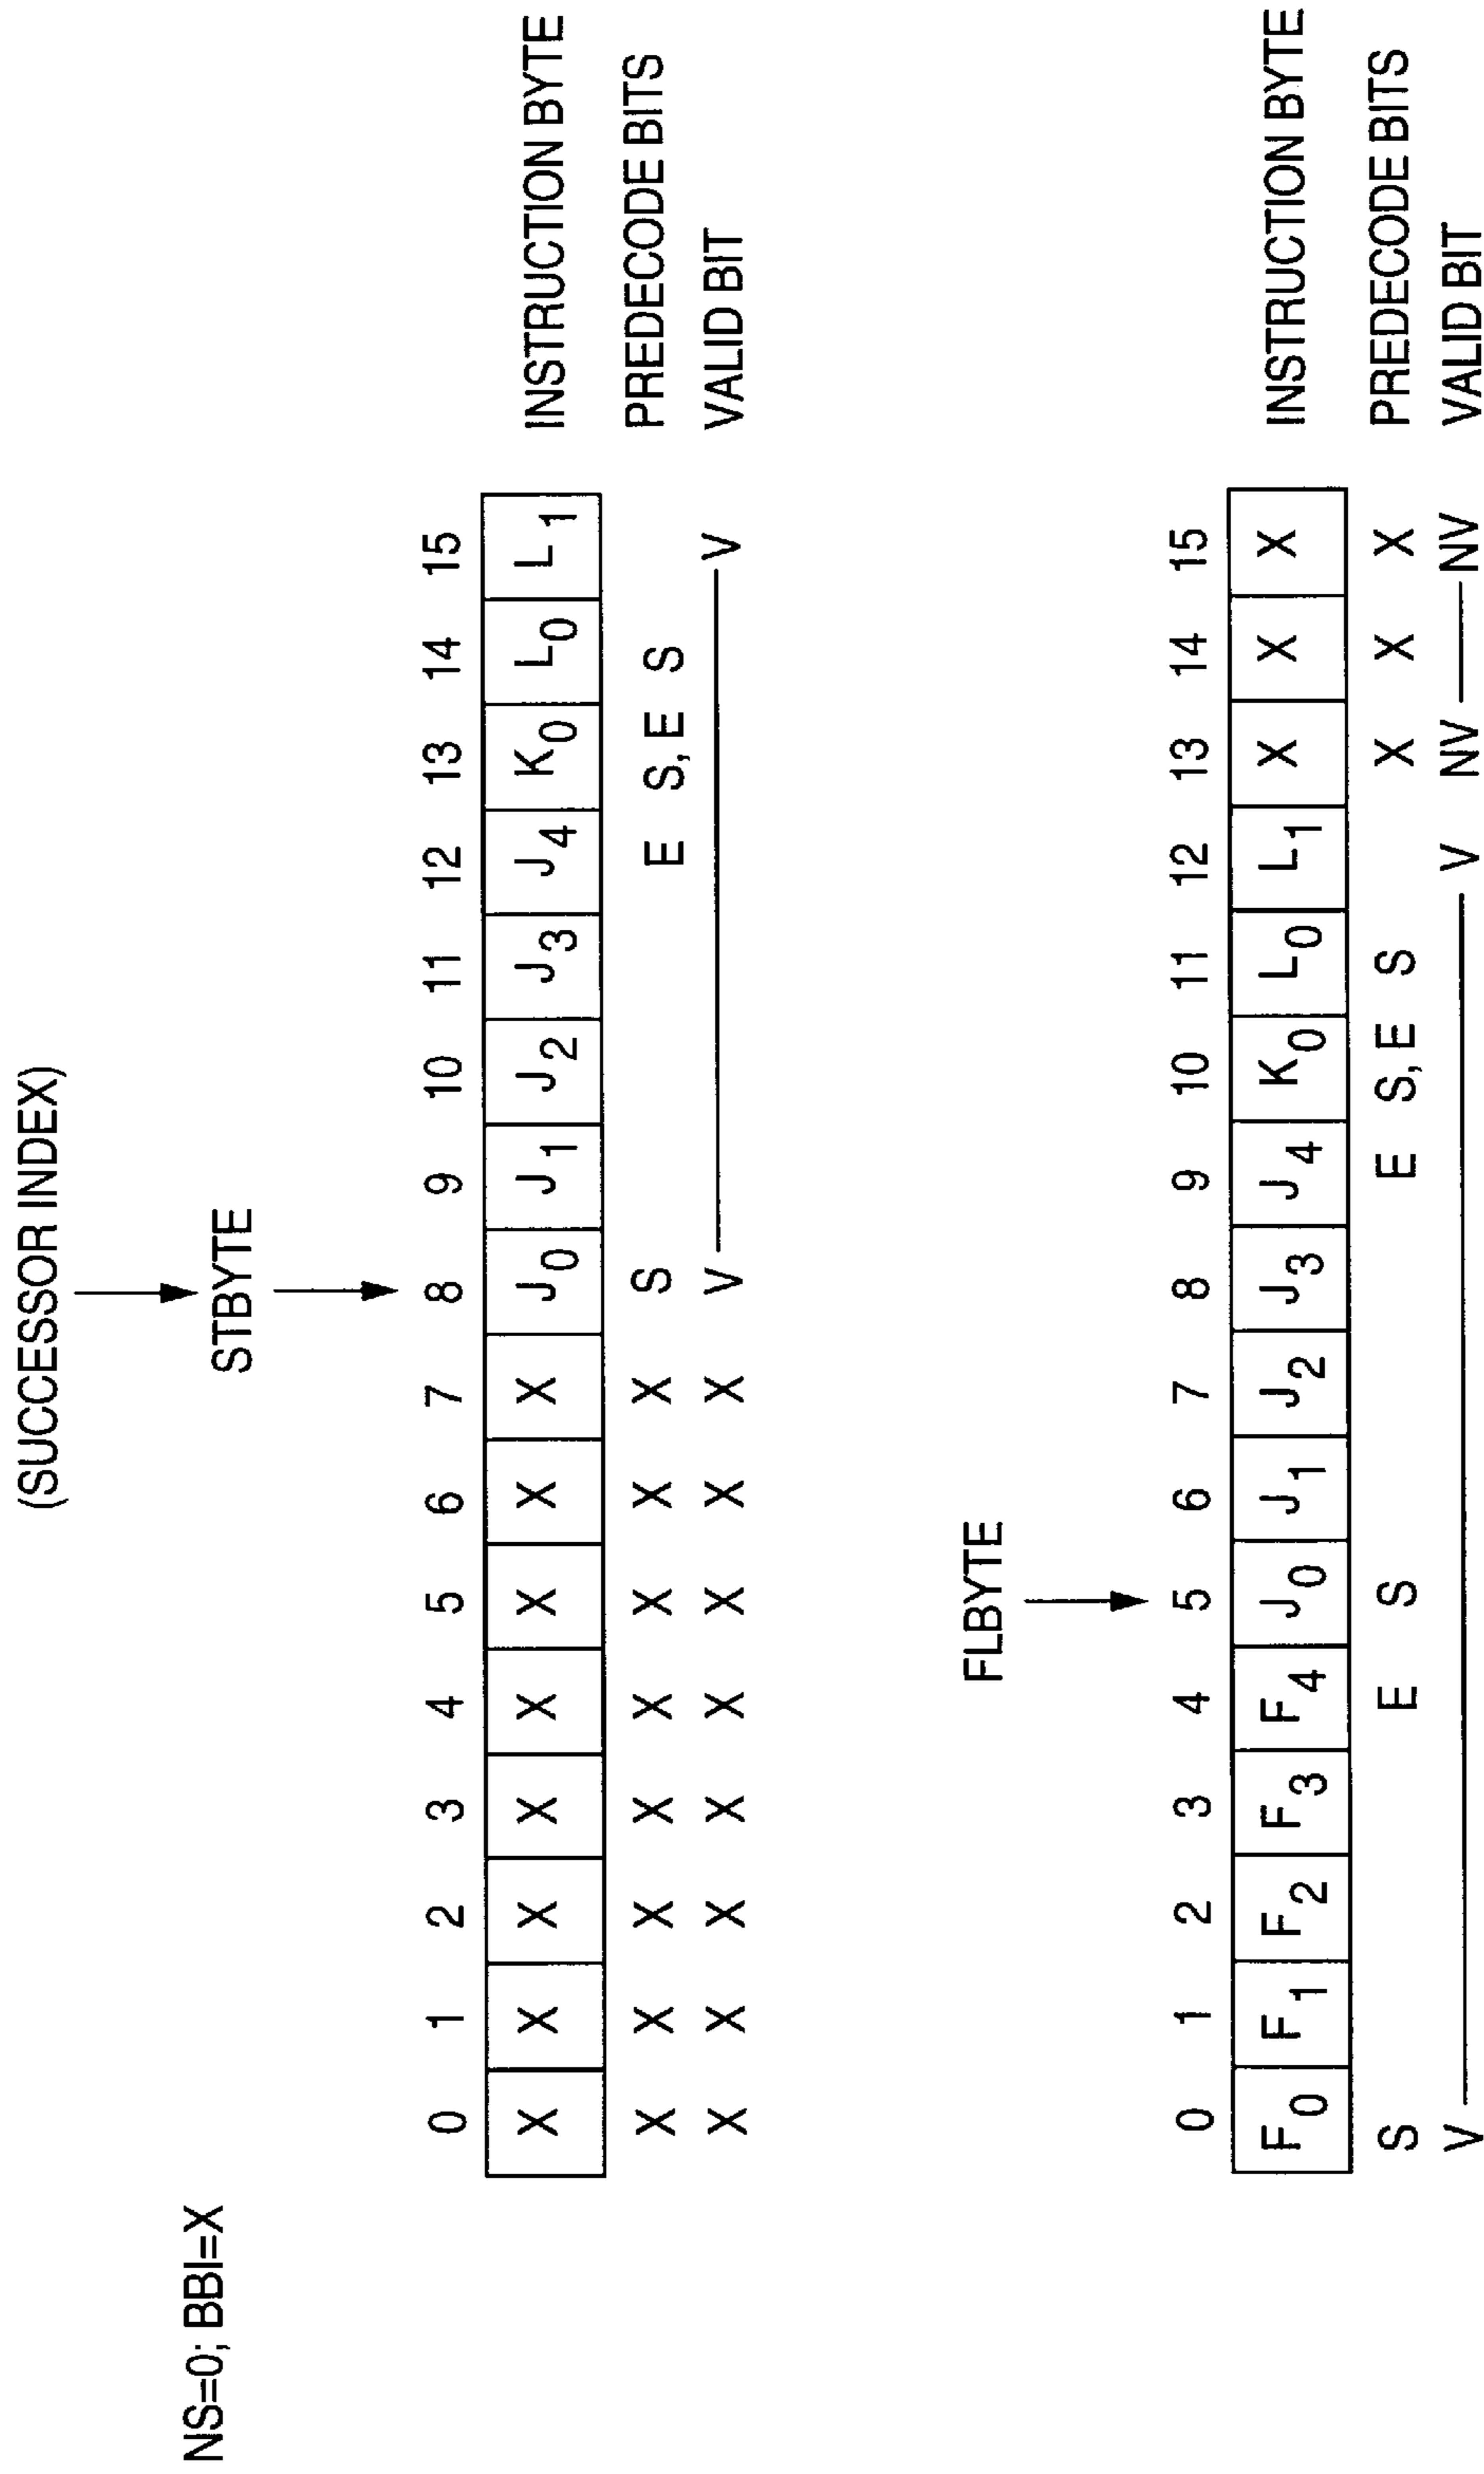 (SUCCESSOR INDEX)
NS=0; BBI=X
STBYTE
0 1 2 3 4 5 6 7 8 9 10 11 12 13 14 15
X X X X X X X X J0 J1 J2 J3 J4 K0 L0 L1 INSTRUCTION BYTE
X X X X X X X X S E S,E S PREDECODE BITS
X X X X X X X X V V VALID BIT
FLBYTE
0 1 2 3 4 5 6 7 8 9 10 11 12 13 14 15
F0 F1 F2 F3 F4 J0 J1 J2 J3 J4 K0 L0 L1 X X X INSTRUCTION BYTE
S E S E S,E S X X X PREDECODE BITS
V V NV NV VALID BIT